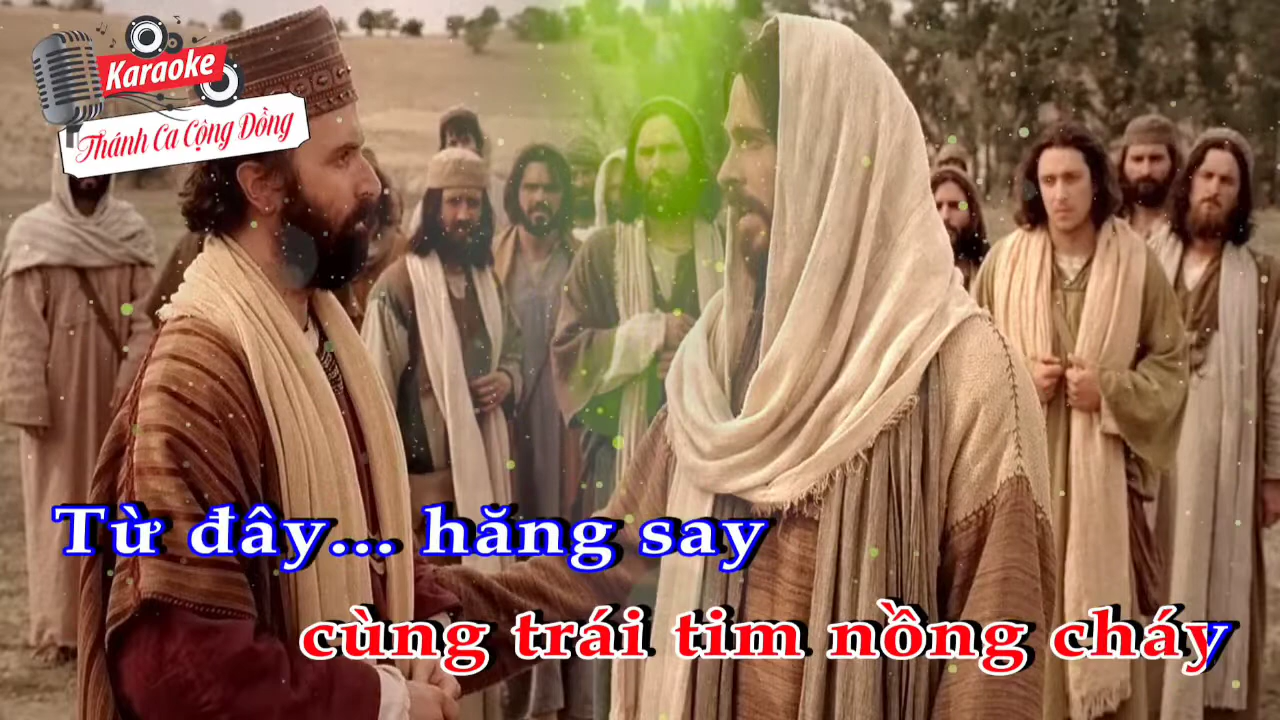 Karaoke
Thánh Ca Cộng Đồng
Từ đây... hăng say
cùng trái tim nồng cháy